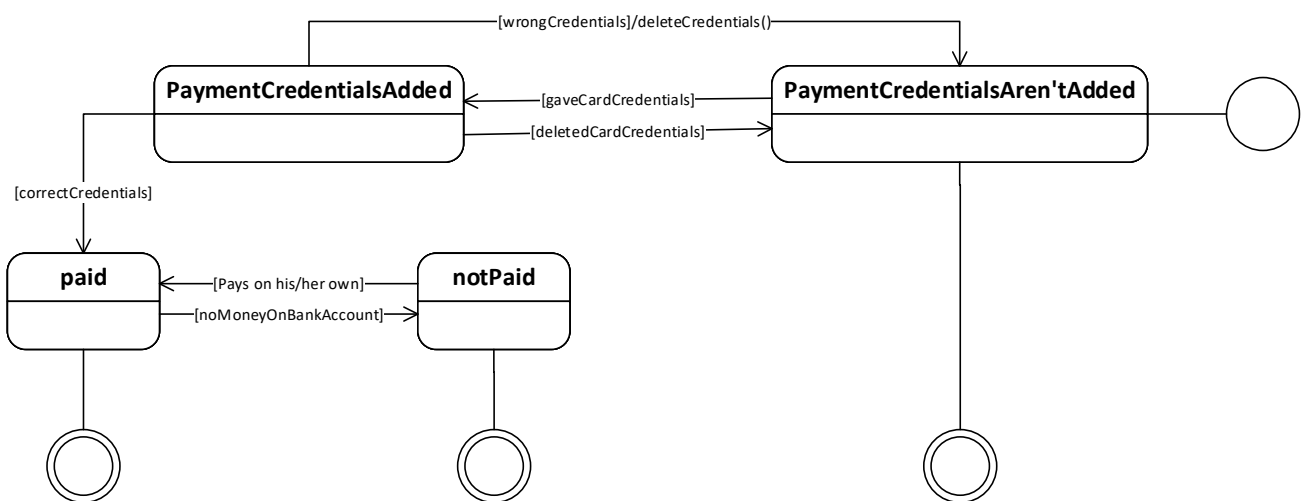 [wrongCredentials]/deleteCredentials()
PaymentCredentialsAdded
PaymentCredentialsAren'tAdded
[gaveCardCredentials]
[deletedCardCredentials]
[correctCredentials]
paid
notPaid
[Pays on his/her own]
[noMoneyOnBankAccount]